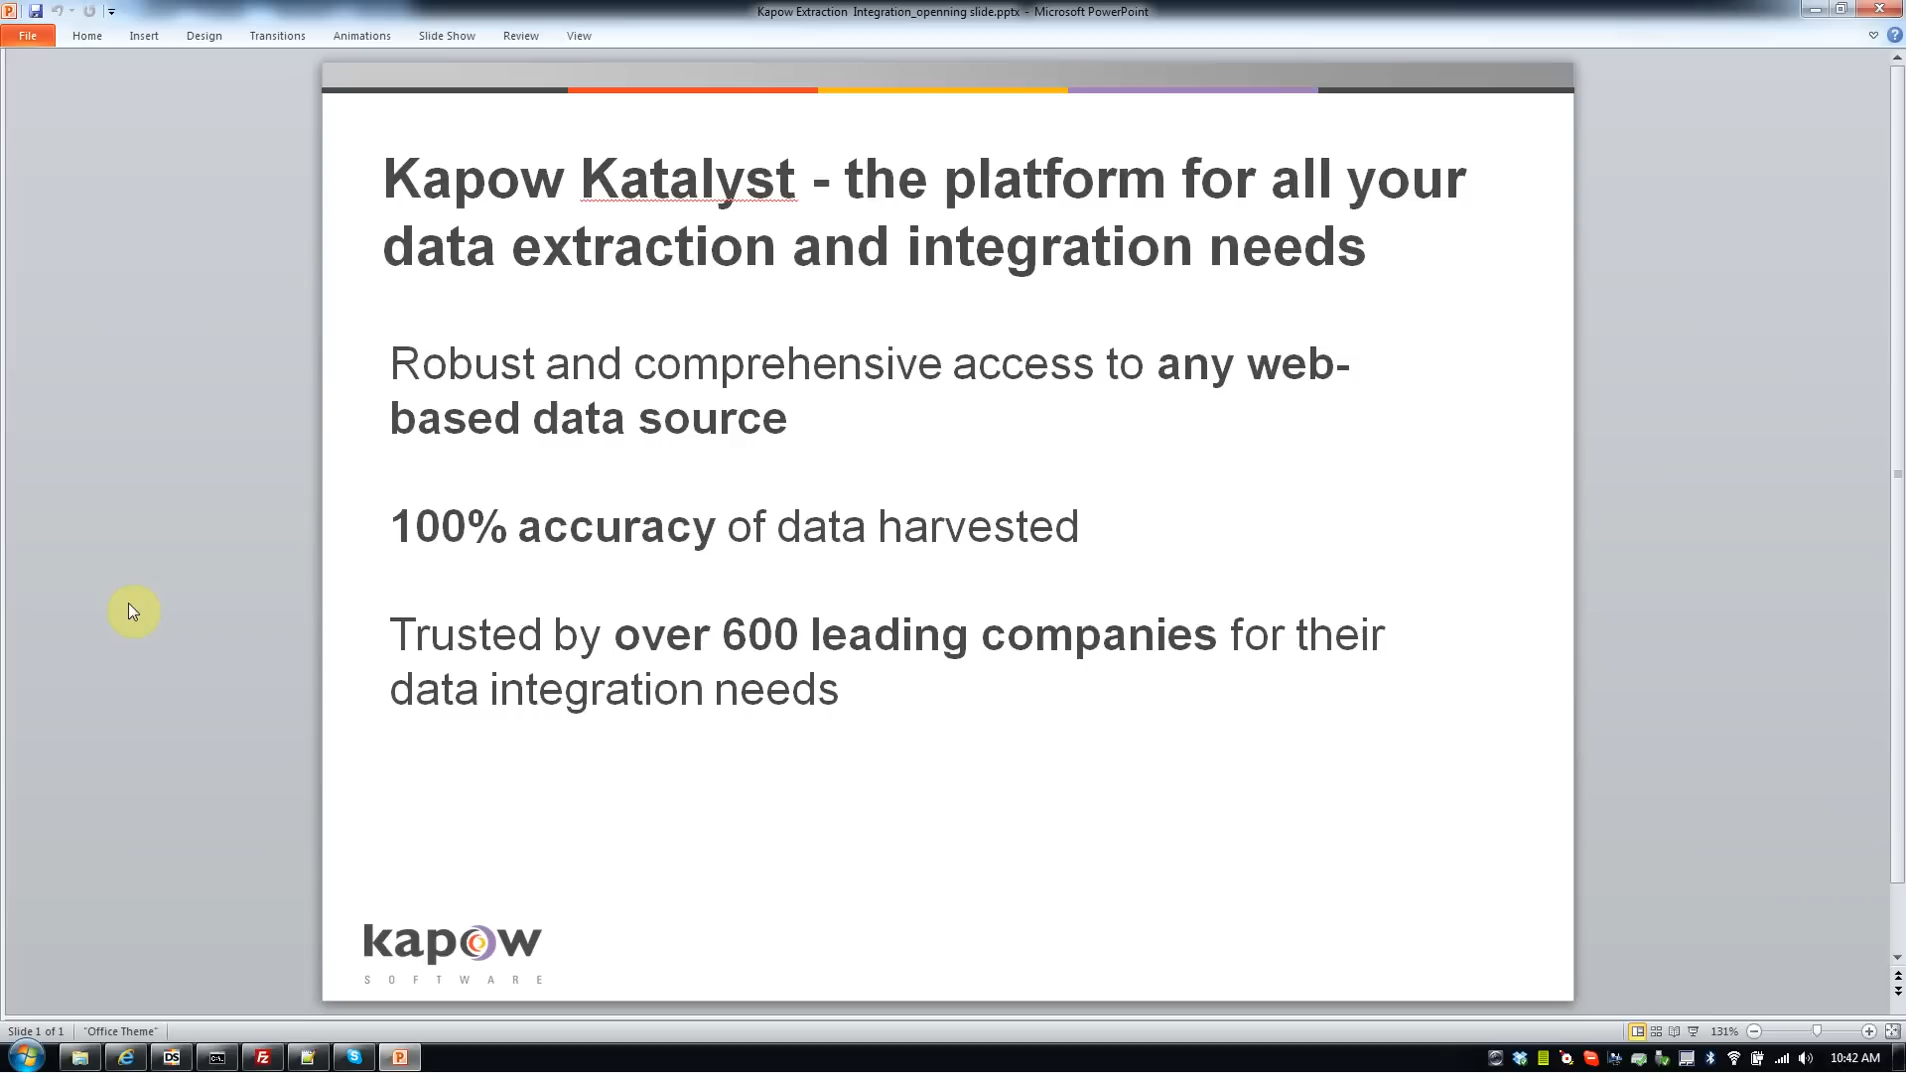 Kapow Extraction  Integration_openning slide.pptx  -  Microsoft PowerPoint
File Home Insert Design Transitions Animations Slide Show Review View
Kapow Katalyst - the platform for all your
data extraction and integration needs
Robust and comprehensive access to any web-
based data source
100% accuracy of data harvested
Trusted by over 600 leading companies for their
data integration needs
kapow
SOFTWARE
Slide 1 of 1 "Office Theme" 131%
DS C:\. Fz S P 10:42 AM